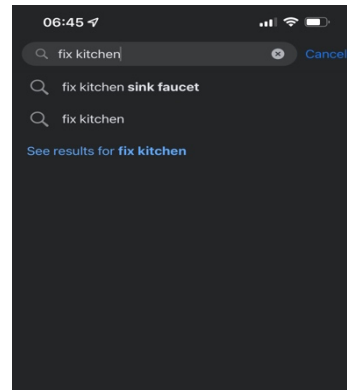 06:45
fix kitchen
Cancel
fix kitchen sink faucet
fix kitchen
See results for fix kitchen